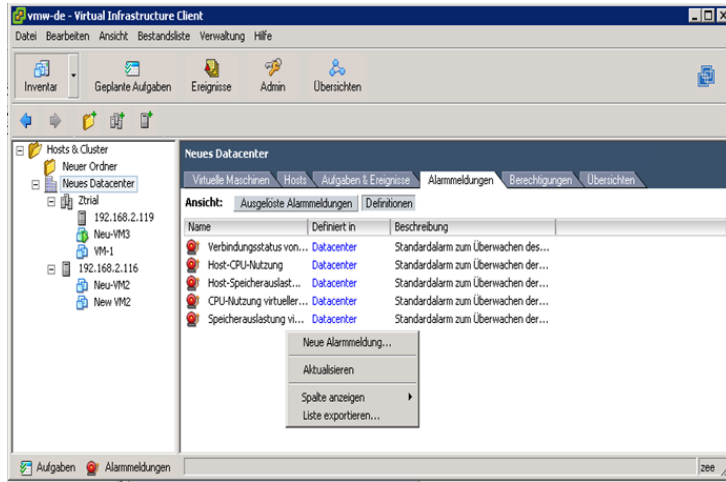 vmw-de - Virtual Infrastructure Client
Datei Bearbeiten Ansicht Bestandsliste Verwaltung Hilfe
Inventar Geplante Aufgaben Ereignisse Admin Übersichten
Hosts & Cluster
Neuer Ordner
Neues Datacenter
Ztrial
192.168.2.119
Neu-VM3
VM-1
192.168.2.116
Neu-VM2
New VM2
Neues Datacenter
Virtuelle Maschinen Hosts Aufgaben & Ereignisse Alarmmeldungen Berechtigungen Übersichten
Ansicht: Ausgelöste Alarmmeldungen Definitionen
Name Definiert in Beschreibung
Verbindungsstatus von... Datacenter Standardalarm zum Überwachen des...
Host-CPU-Nutzung Datacenter Standardalarm zum Überwachen der...
Host-Speicherauslast... Datacenter Standardalarm zum Überwachen der...
CPU-Nutzung virtueller... Datacenter Standardalarm zum Überwachen der...
Speicherauslastung vi... Datacenter Standardalarm zum Überwachen der...
Neue Alarmmeldung...
Aktualisieren
Spalte anzeigen
Liste exportieren...
Aufgaben Alarmmeldungen zee